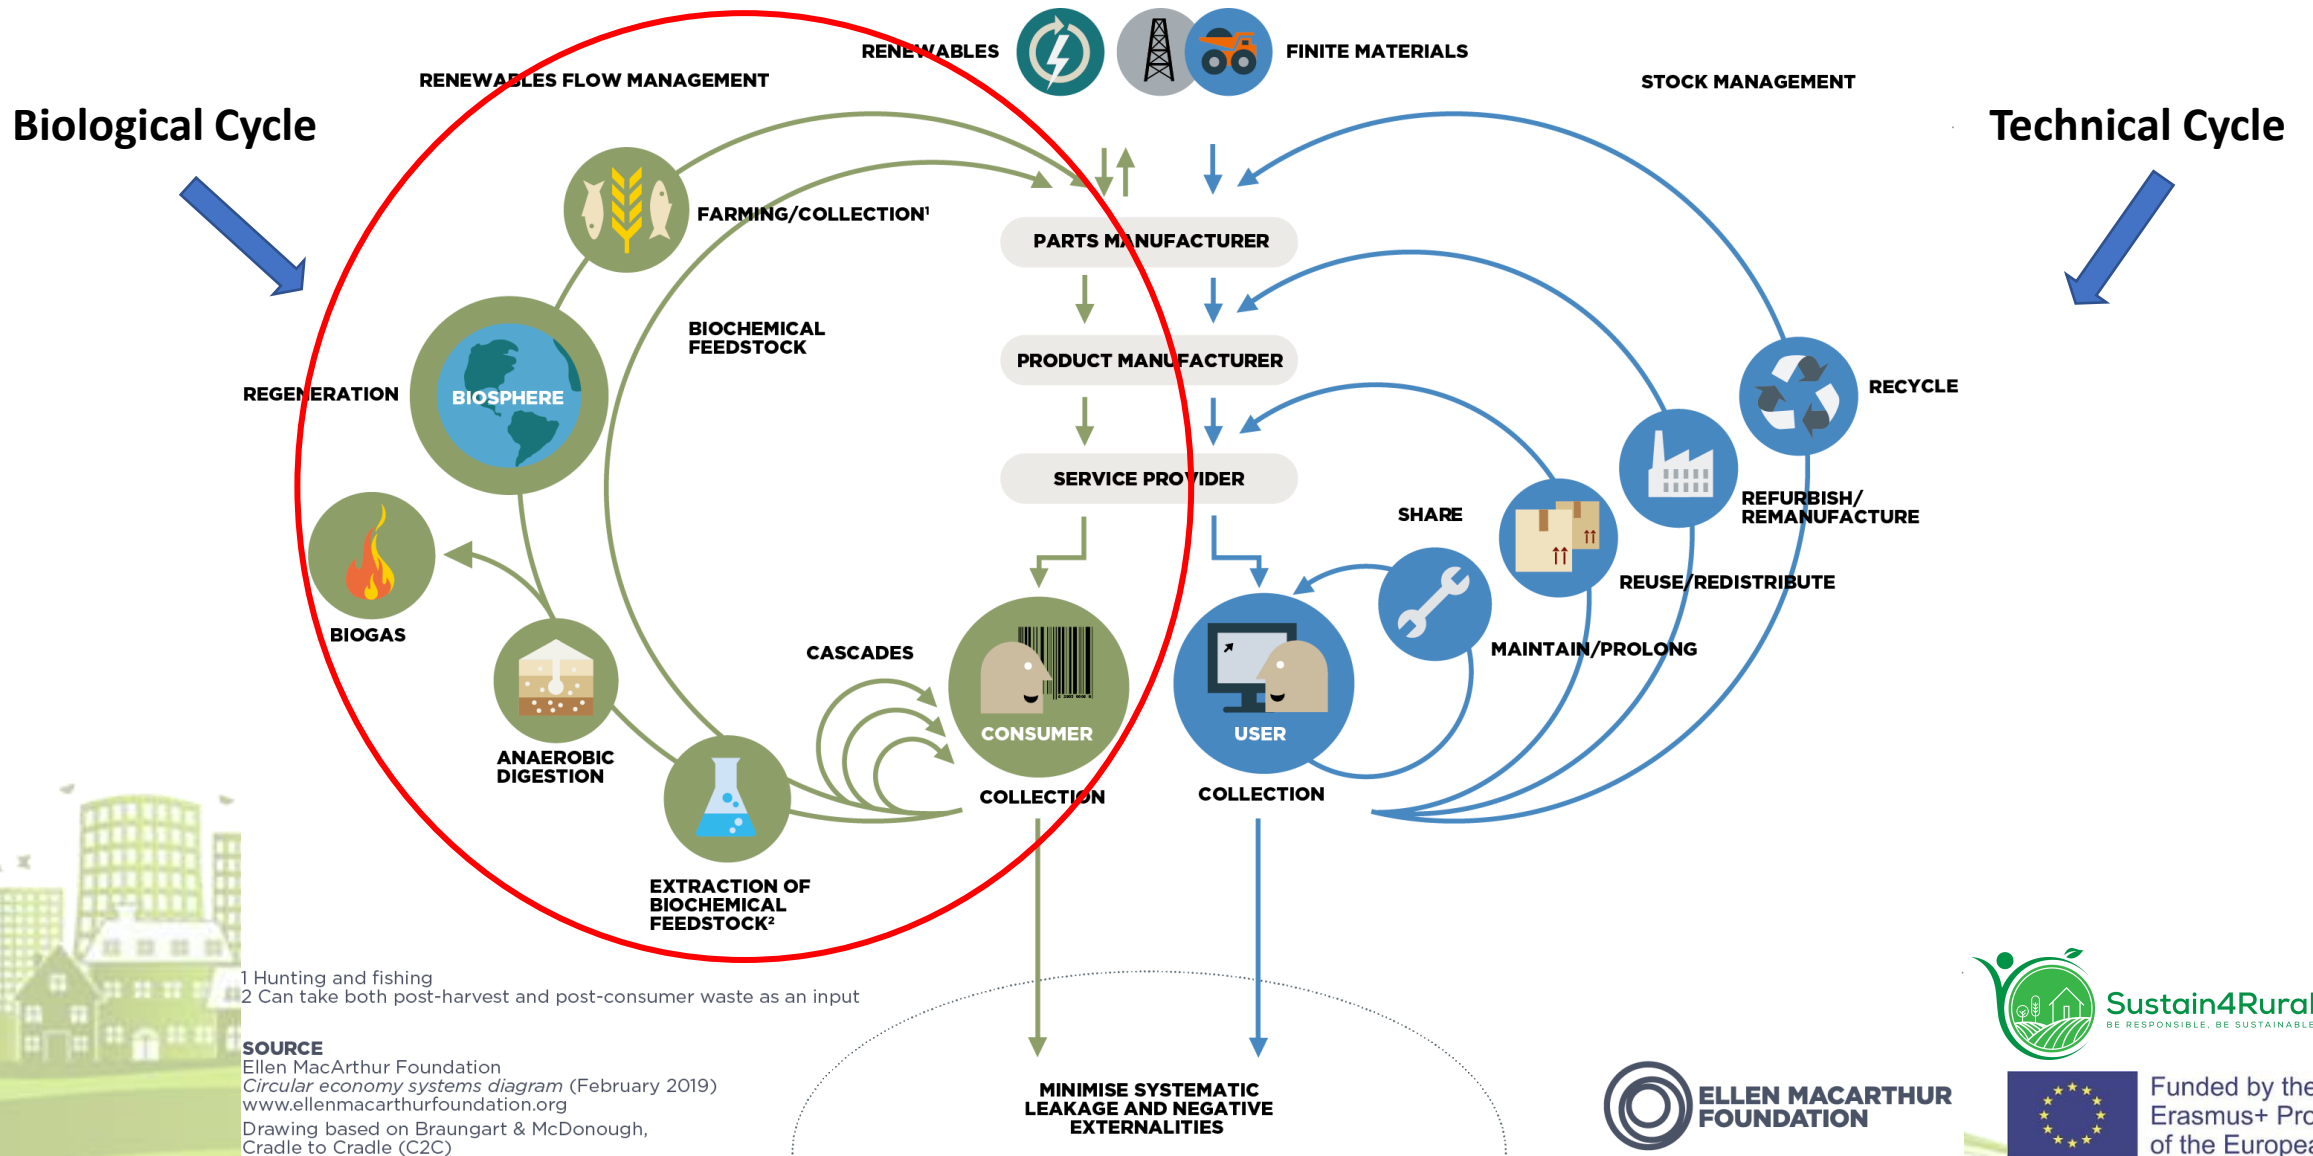 RENEWABLES
FINITE MATERIALS
RENEWABLES FLOW MANAGEMENT
STOCK MANAGEMENT
Biological Cycle
Technical Cycle
FARMING/COLLECTION¹
PARTS MANUFACTURER
BIOCHEMICAL
FEEDSTOCK
PRODUCT MANUFACTURER
REGENERATION
BIOSPHERE
RECYCLE
SERVICE PROVIDER
SHARE
REFURBISH/
REMANUFACTURE
REUSE/REDISTRIBUTE
BIOGAS
CASCADES
MAINTAIN/PROLONG
CONSUMER
USER
ANAEROBIC
DIGESTION
COLLECTION
COLLECTION
EXTRACTION OF
BIOCHEMICAL
FEEDSTOCK²
1 Hunting and fishing
2 Can take both post-harvest and post-consumer waste as an input
SOURCE
Ellen MacArthur Foundation
Circular economy systems diagram (February 2019)
www.ellenmacarthurfoundation.org
Drawing based on Braungart & McDonough,
Cradle to Cradle (C2C)
MINIMISE SYSTEMATIC
LEAKAGE AND NEGATIVE
EXTERNALITIES
ELLEN MACARTHUR
FOUNDATION
Sustain4Rural
BE RESPONSIBLE, BE SUSTAINABLE
Funded by the
Erasmus+ Pro
of the Europea